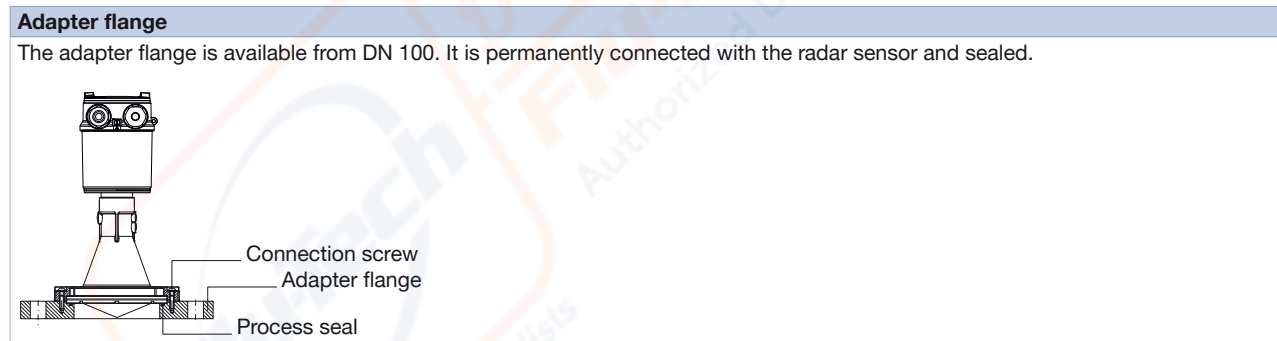 Adapter flange
The adapter flange is available from DN 100. It is permanently connected with the radar sensor and sealed.
Connection screw
Adapter flange
Process seal